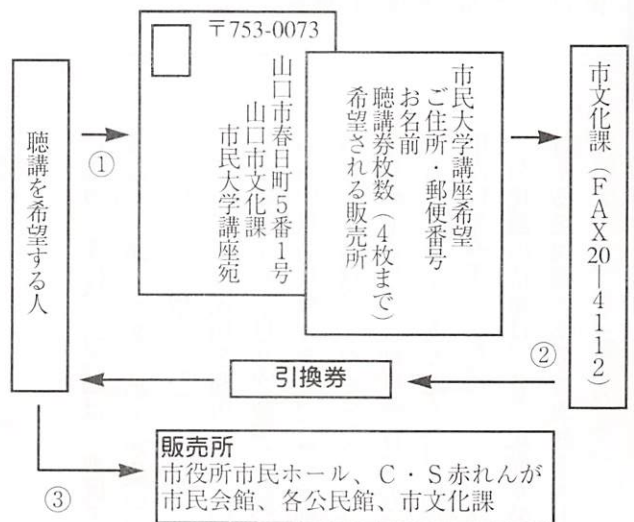 聴講を希望する人
①
〒753-0073
山口市春日町5番1号
山口市文化課
市民大学講座宛
市民大学講座希望
ご住所・郵便番号
お名前
聴講券枚数（4枚まで）
希望される販売所
市文化課（FAX20―4112）
②
引換券
③
販売所
市役所市民ホール、C・S赤れんが
市民会館、各公民館、市文化課